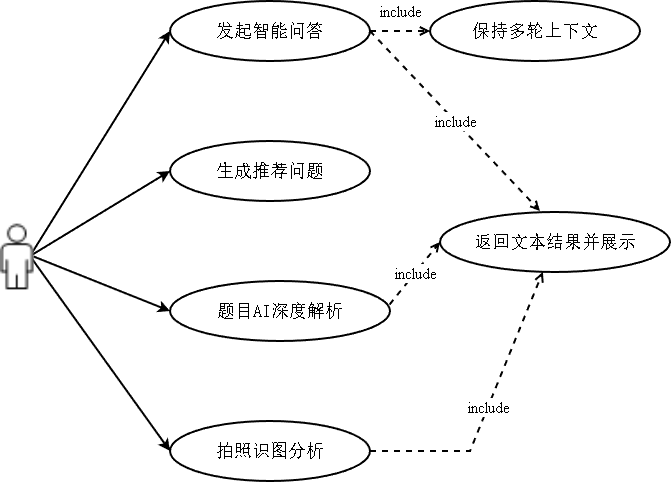 发起智能问答
include
保持多轮上下文
include
生成推荐问题
返回文本结果并展示
include
题目AI深度解析
include
拍照识图分析